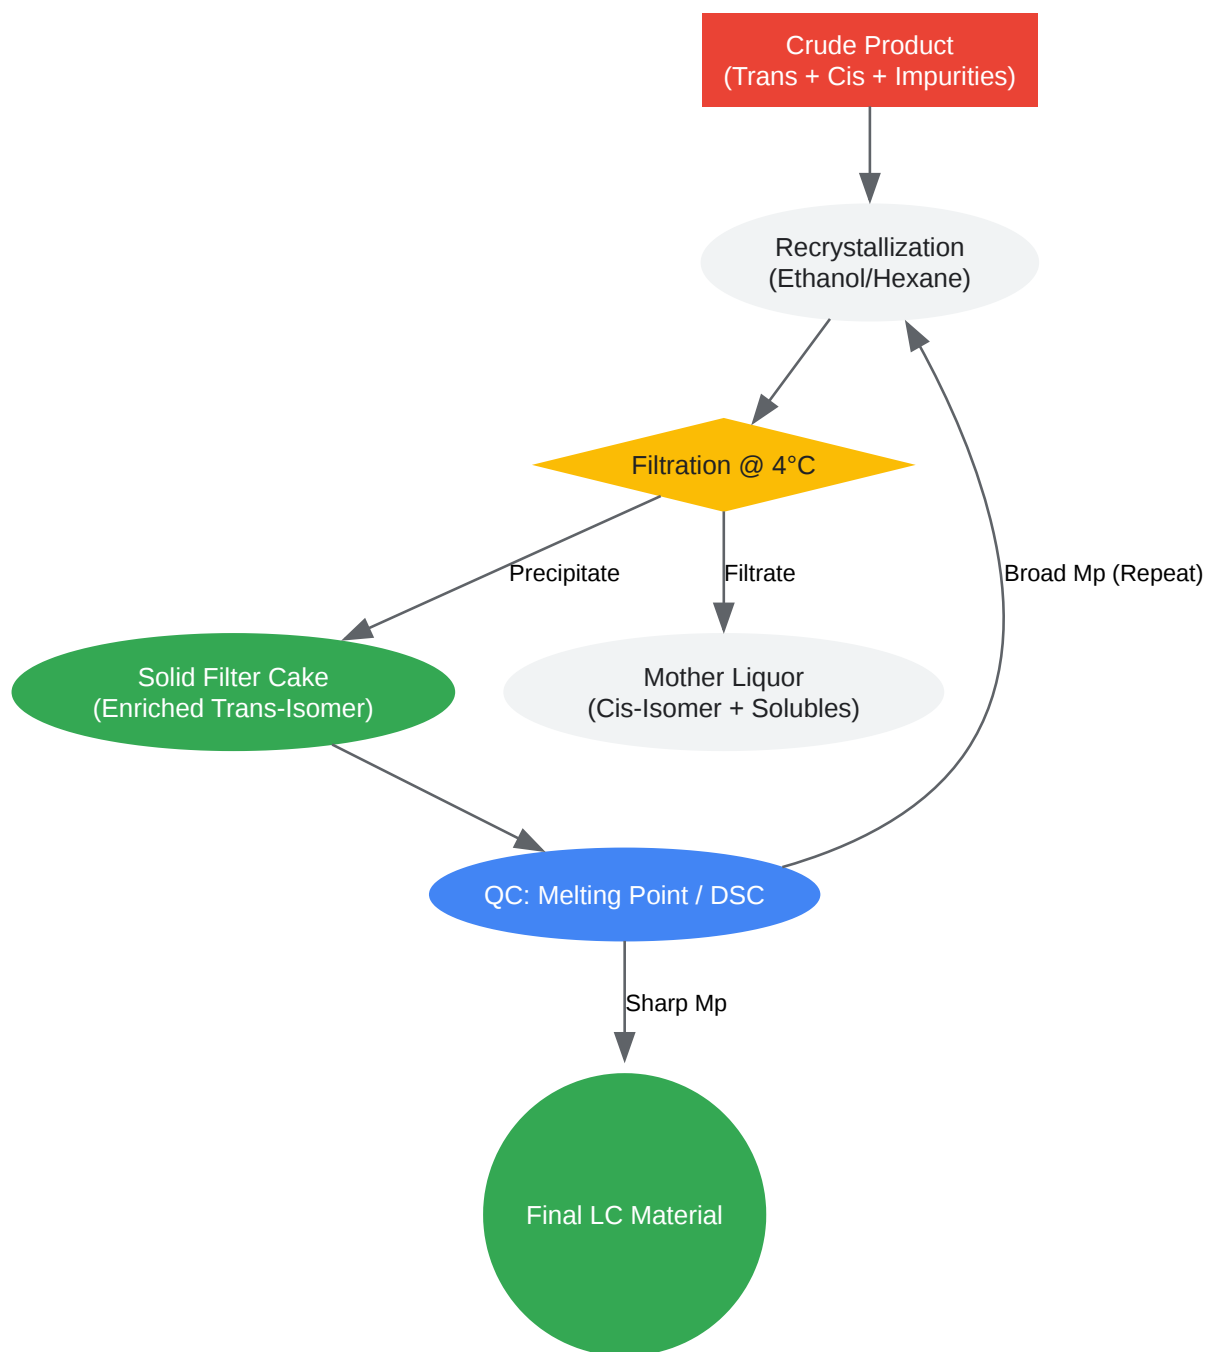 Crude Product
(Trans + Cis + Impurities)
Recrystallization
(Ethanol/Hexane)
Filtration @ 4°C
Precipitate
Filtrate
Broad Mp (Repeat)
Solid Filter Cake
(Enriched Trans-Isomer)
Mother Liquor
(Cis-Isomer + Solubles)
QC: Melting Point / DSC
Sharp Mp
Final LC Material